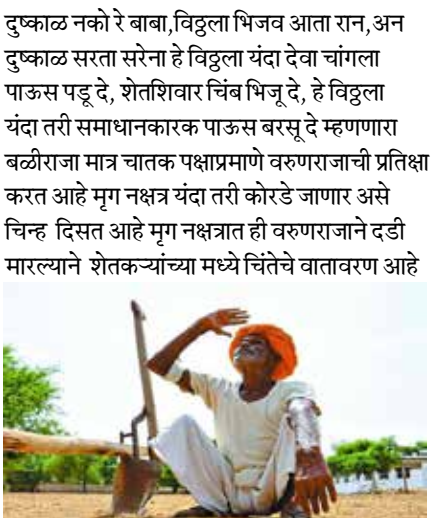 दुष्काळ नको रे बाबा,विठ्ठला भिजव आता रान,अन
दुष्काळ सरता सरेना हे विठ्ठला यंदा देवा चांगला
पाऊस पडू दे, शेतशिवार चिंब भिजू दे, हे विठ्ठला
यंदा तरी समाधानकारक पाऊस बरसू दे म्हणणारा
बळीराजा मात्र चातक पक्षाप्रमाणे वरुणराजाची प्रतिक्षा
करत आहे मृग नक्षत्र यंदा तरी कोरडे जाणार असे
चिन्ह दिसत आहे मृग नक्षत्रात ही वरुणराजाने दडी
मारल्याने शेतकऱ्यांच्या मध्ये चिंतेचे वातावरण आहे